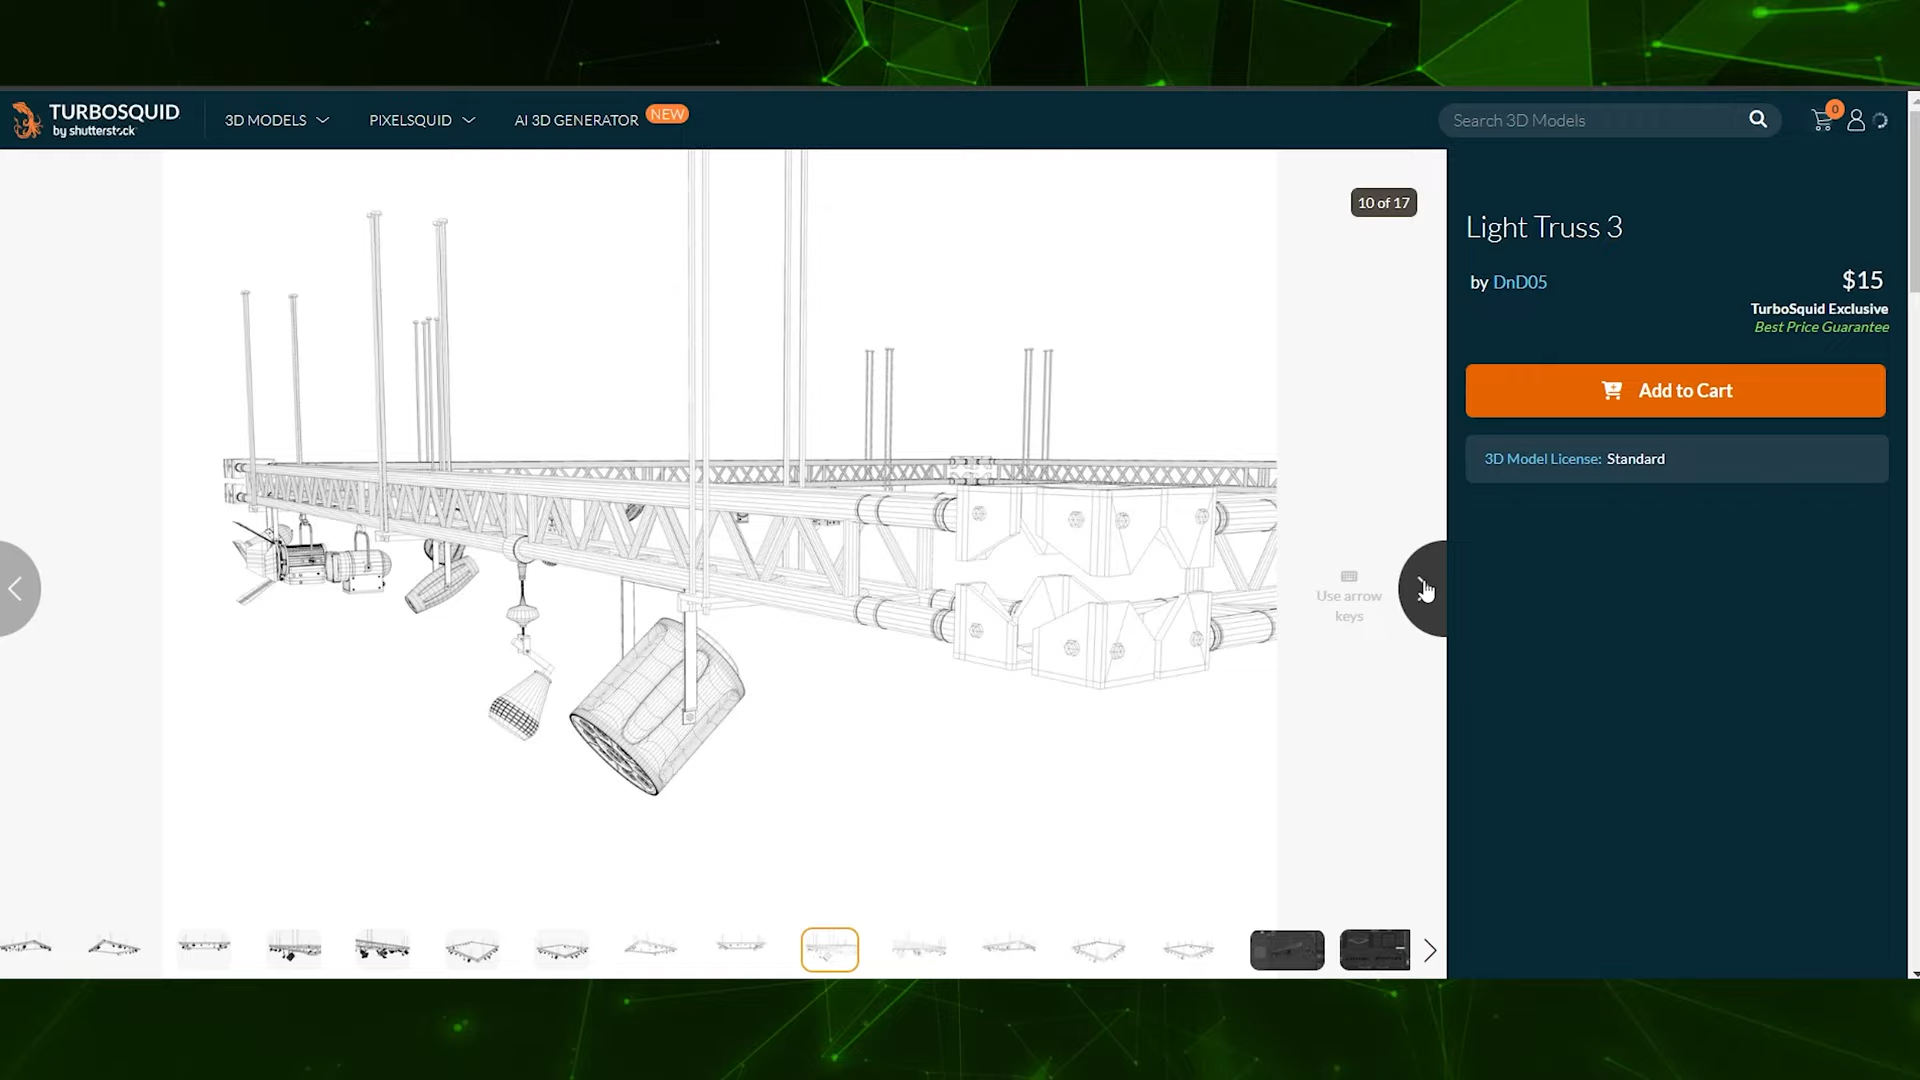 TURBOSQUID
by shutterstock
3D MODELS
PIXELSQUID
AI 3D GENERATOR
NEW
Search 3D Models
0
10 of 17
Light Truss 3
by DnD05
$15
TurboSquid Exclusive
Best Price Guarantee
Add to Cart
3D Model License: Standard
Use arrow
keys